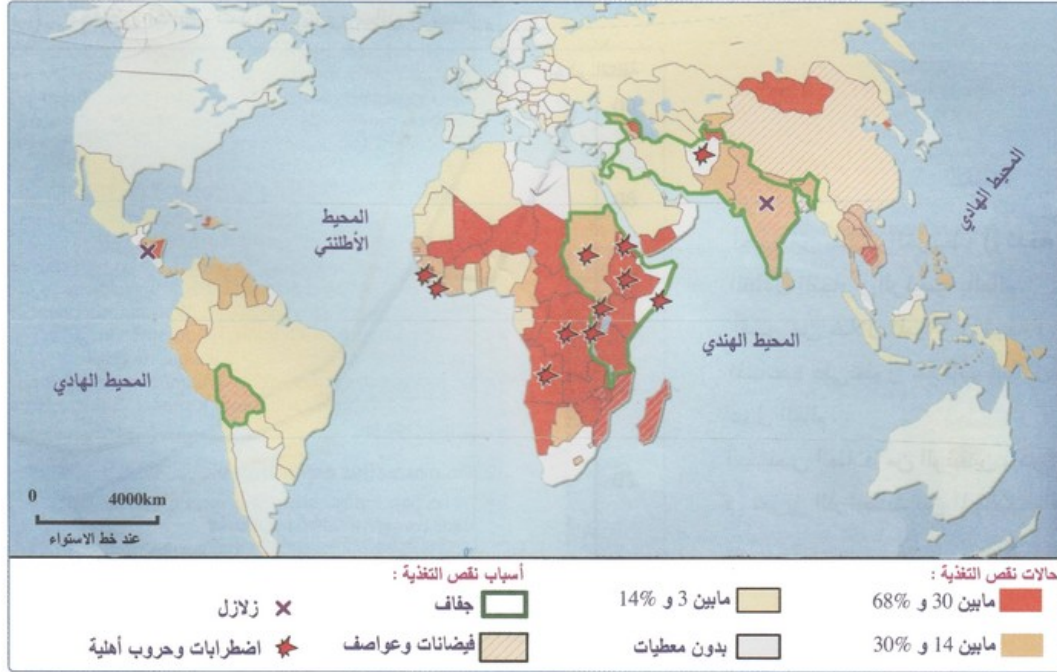 المحيط الهادي
المحيط الأطلنتي
المحيط الهندي
المحيط الهادي
0 4000km
عند خط الاستواء
0°
حالات نقص التغذية :
مابين 30 و 68%
مابين 14 و 30%
مابين 3 و 14%
بدون معطيات
أسباب نقص التغذية :
جفاف
فيضانات وعواصف
زلازل
اضطرابات وحروب أهلية